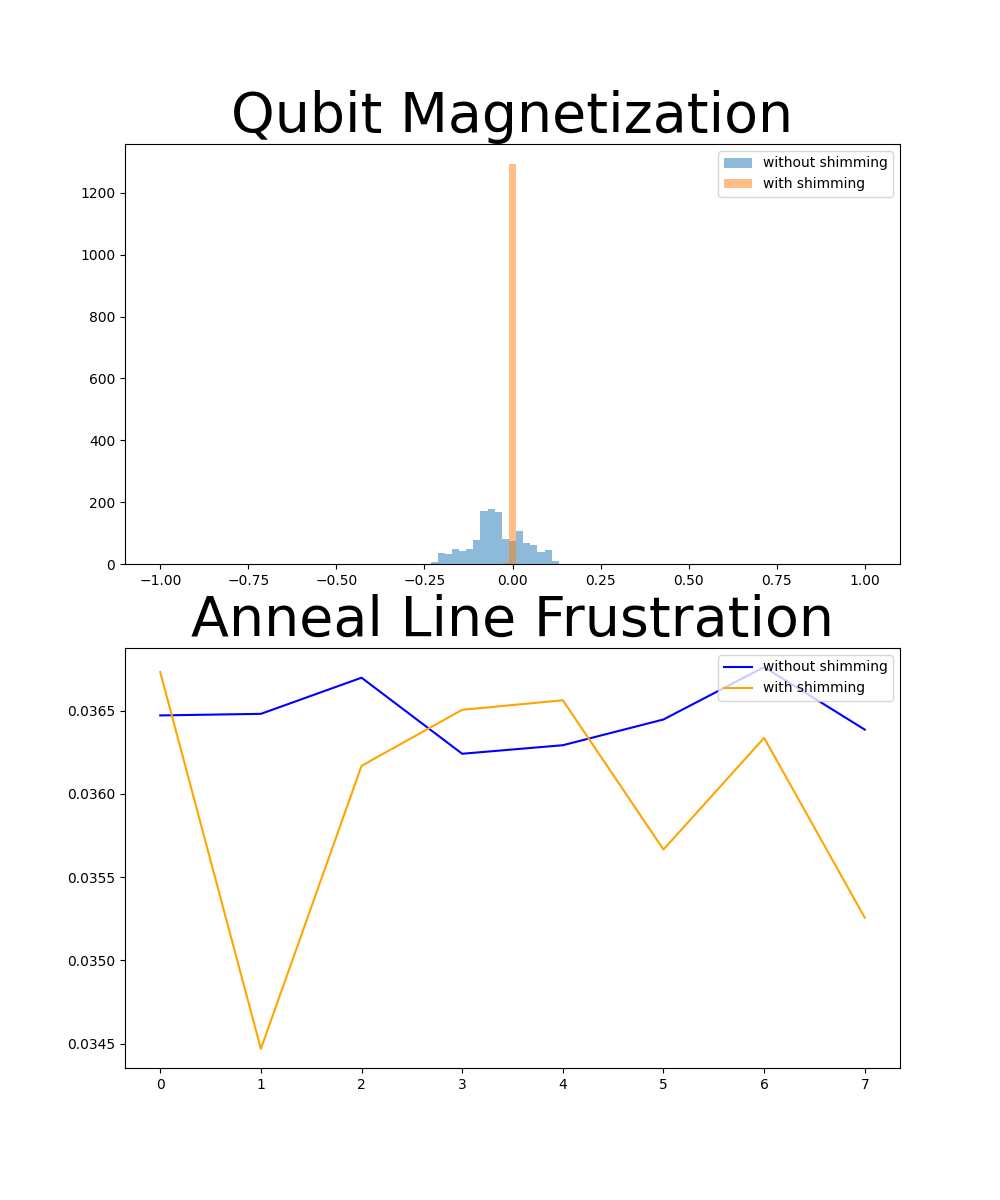 Qubit Magnetization
without shimming
with shimming
1200
1000
800
600
400
200
0
−1.00 −0.75 −0.50 −0.25 0.00 0.25 0.50 0.75 1.00
Anneal Line Frustration
without shimming
with shimming
0.0365
0.0360
0.0355
0.0350
0.0345
0 1 2 3 4 5 6 7